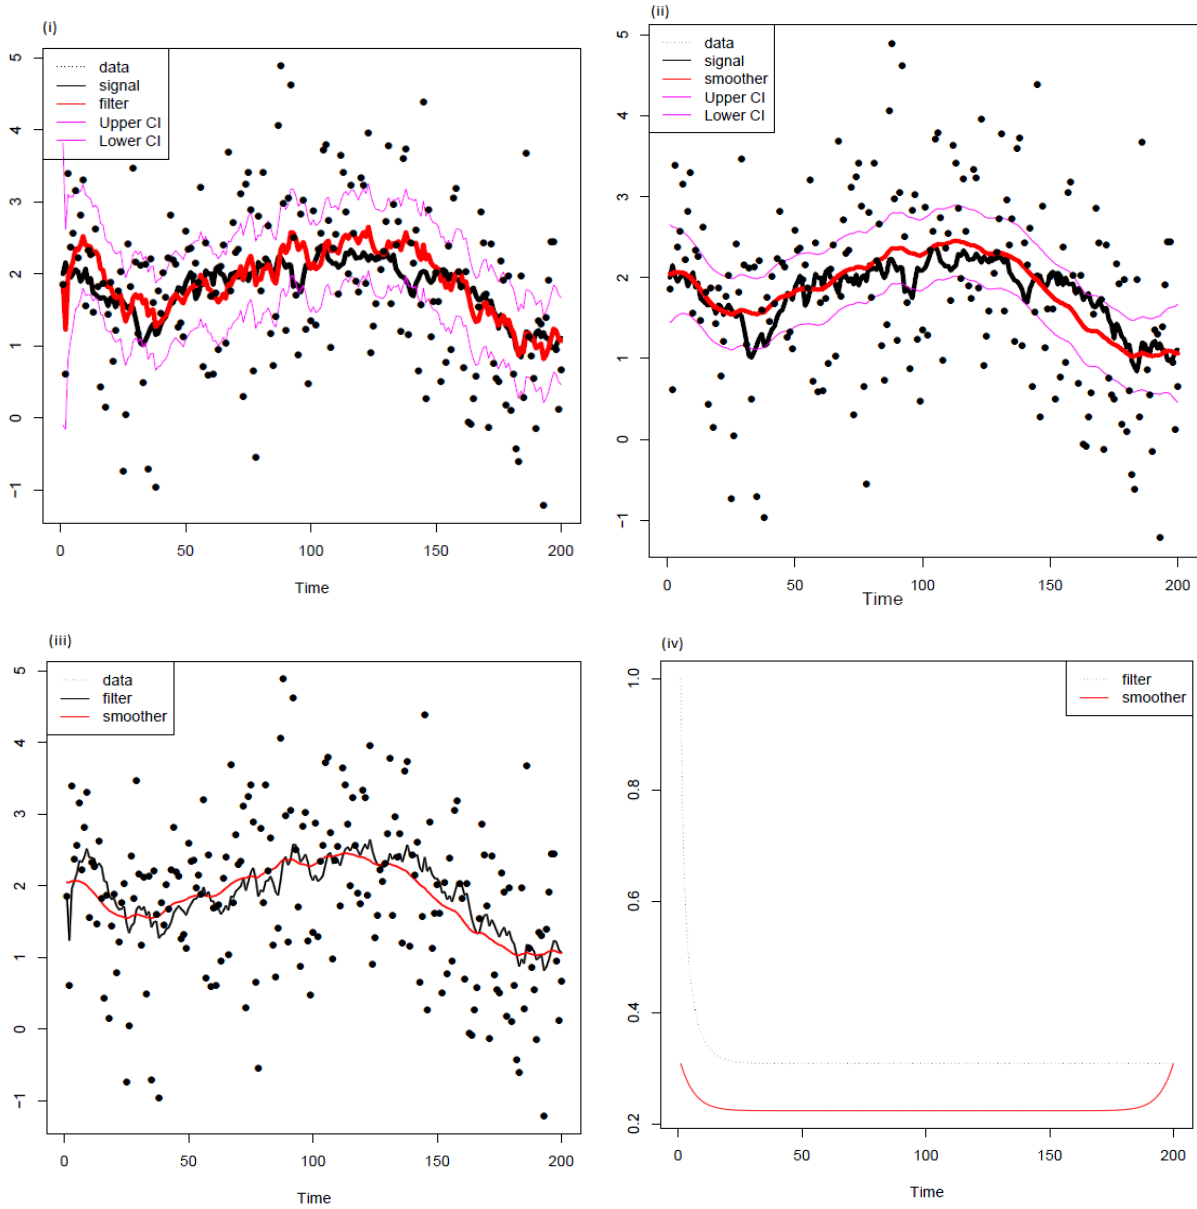 (i)
data
signal
filter
Upper CI
Lower CI
5
4
3
2
1
0
−1
0 50 100 150 200
Time
(ii)
data
signal
smoother
Upper CI
Lower CI
5
4
3
2
1
0
−1
0 50 100 150 200
Time
(iii)
data
filter
smoother
5
4
3
2
1
0
−1
0 50 100 150 200
Time
(iv)
filter
smoother
1.0
0.8
0.6
0.4
0.2
0 50 100 150 200
Time